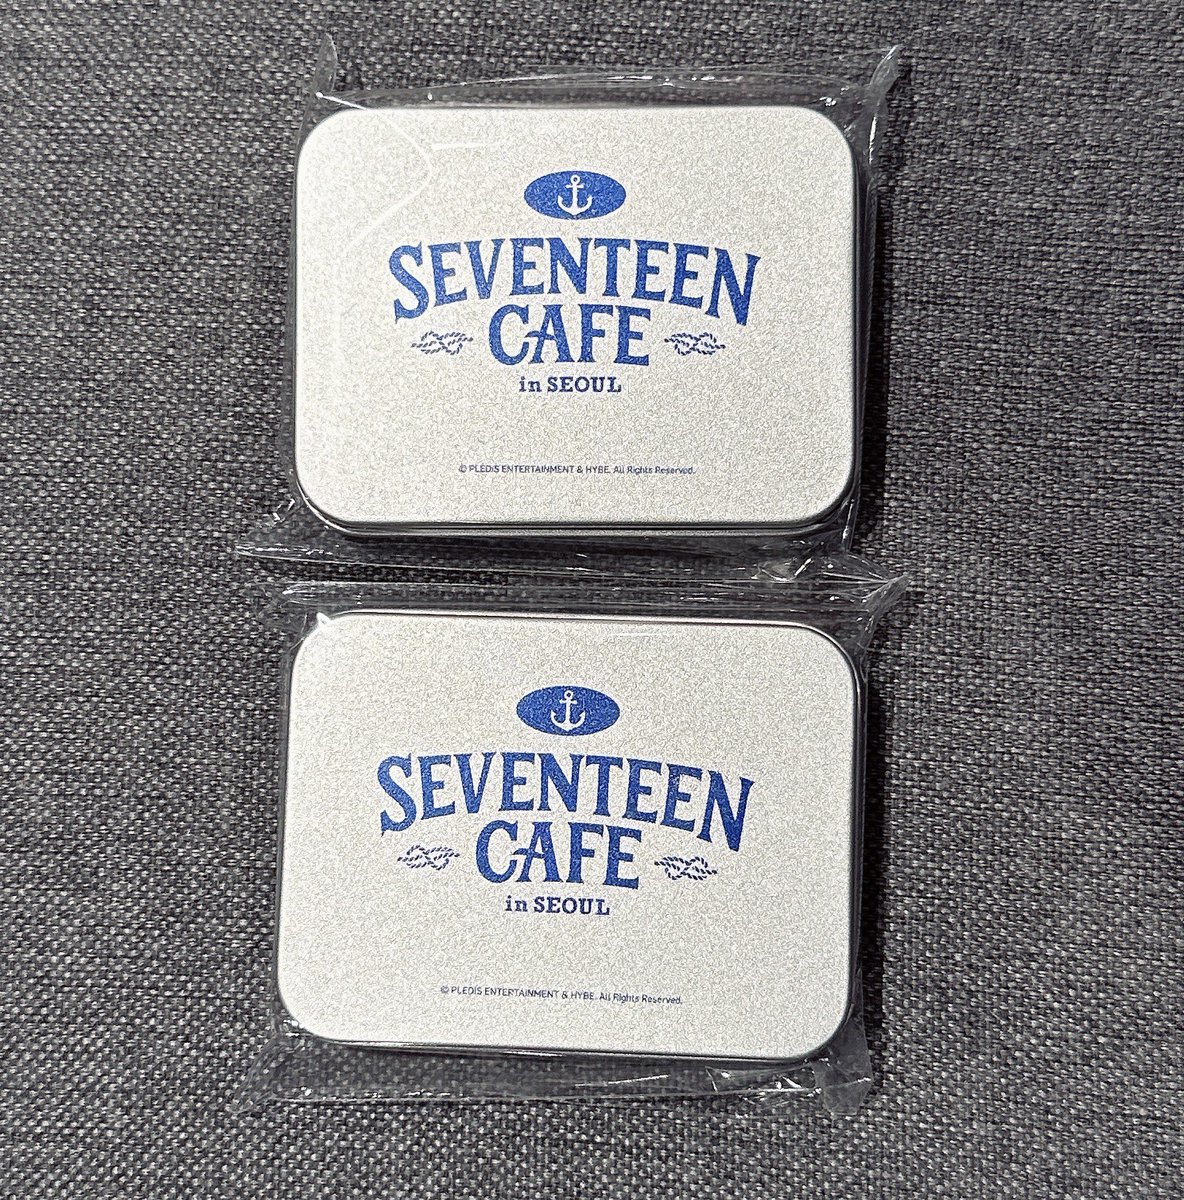 SEVENTEEN
CAFE
in SEOUL
© PLEDIS ENTERTAINMENT & HYBE. All Rights Reserved.
SEVENTEEN
CAFE
in SEOUL
© PLEDIS ENTERTAINMENT & HYBE. All Rights Reserved.